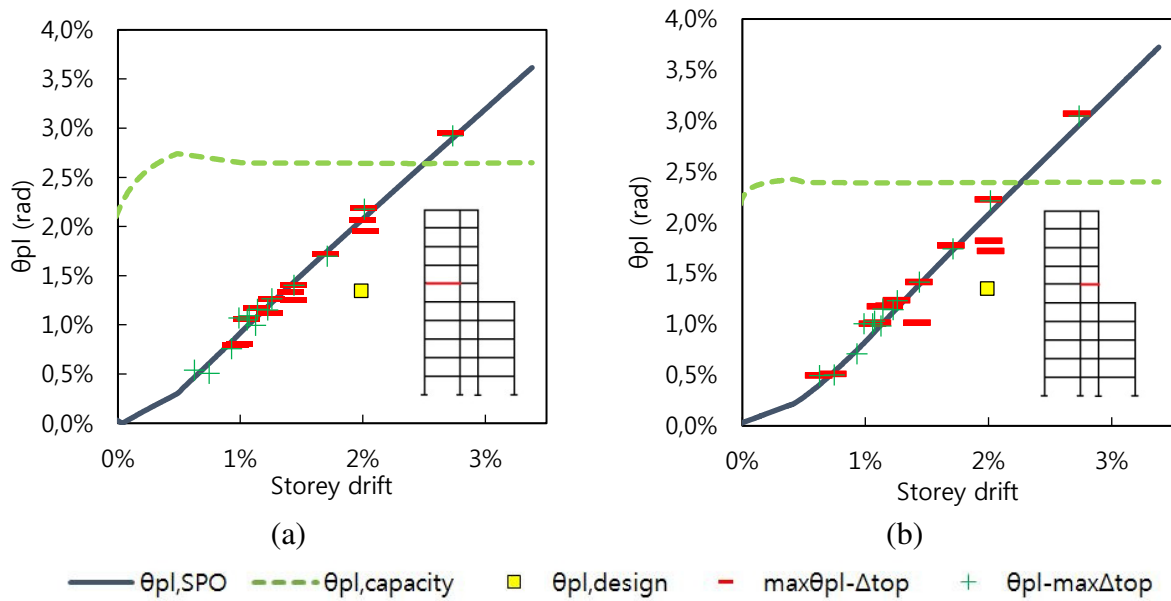 4,0%
3,5%
3,0%
2,5%
2,0%
1,5%
1,0%
0,5%
0,0%
θpl (rad)
0% 1% 2% 3%
Storey drift
(a)
4,0%
3,5%
3,0%
2,5%
2,0%
1,5%
1,0%
0,5%
0,0%
θpl (rad)
0% 1% 2% 3%
Storey drift
(b)
θpl,SPO θpl,capacity θpl,design maxθpl-Δtop θpl-maxΔtop